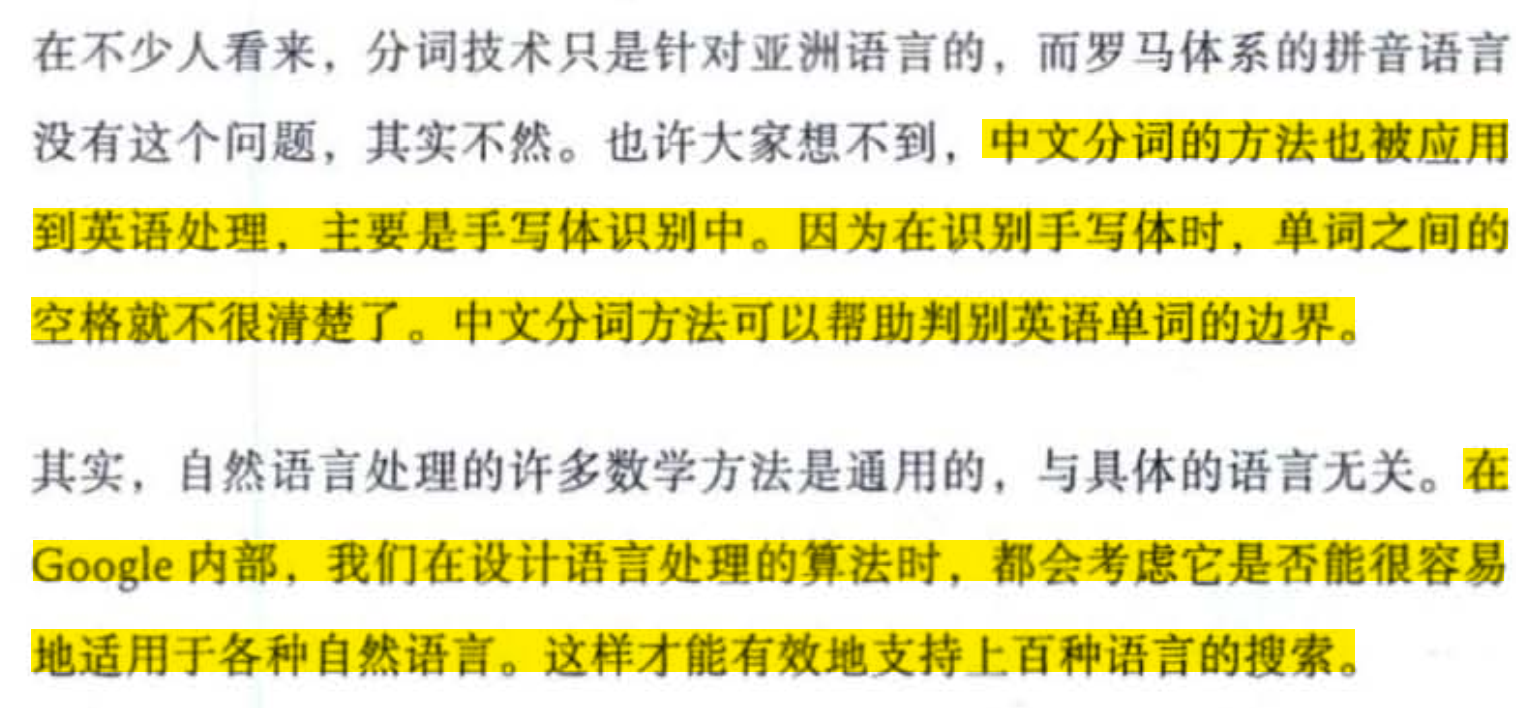 在不少人看来，分词技术只是针对亚洲语言的，而罗马体系的拼音语言
没有这个问题，其实不然。也许大家想不到，中文分词的方法也被应用
到英语处理，主要是手写体识别中。因为在识别手写体时，单词之间的
空格就不很清楚了。中文分词方法可以帮助判别英语单词的边界。
其实，自然语言处理的许多数学方法是通用的，与具体的语言无关。在
Google 内部，我们在设计语言处理的算法时，都会考虑它是否能很容易
地适用于各种自然语言。这样才能有效地支持上百种语言的搜索。